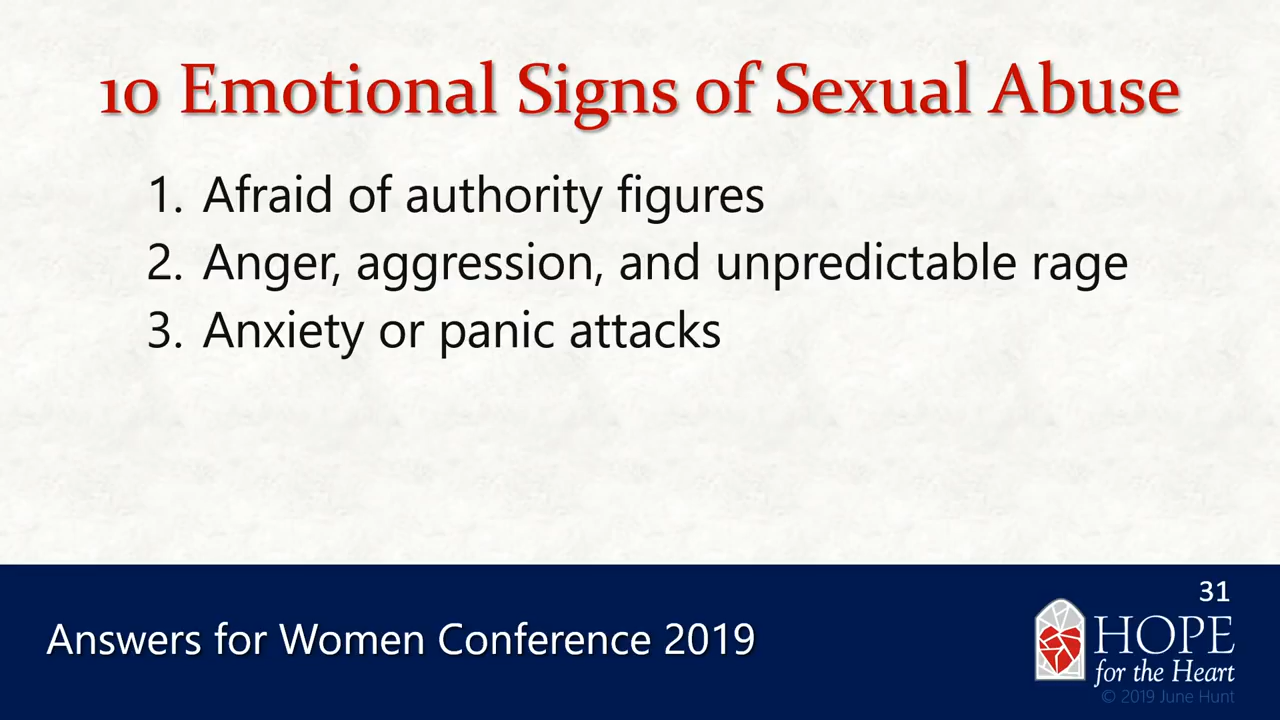 10 Emotional Signs of Sexual Abuse
1. Afraid of authority figures
2. Anger, aggression, and unpredictable rage
3. Anxiety or panic attacks
31
Answers for Women Conference 2019
HOPE
for the Heart
© 2019 June Hunt